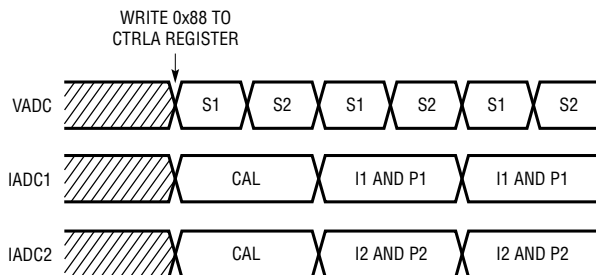 WRITE 0x88 TO
CTRLA REGISTER
VADC S1 S2 S1 S2 S1 S2
IADC1 CAL I1 AND P1 I1 AND P1
IADC2 CAL I2 AND P2 I2 AND P2